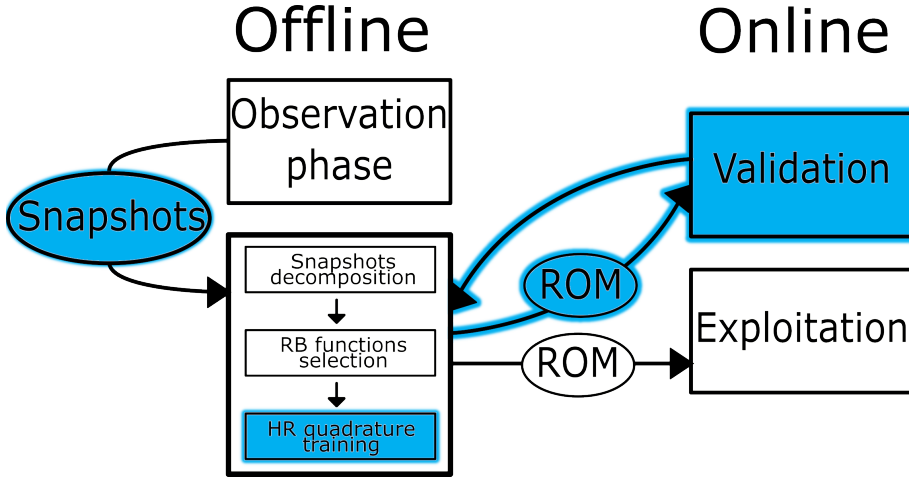 Offline
Online
Observation
phase
Snapshots
Validation
Snapshots
decomposition
ROM
RB functions
selection
ROM
Exploitation
HR quadrature
training